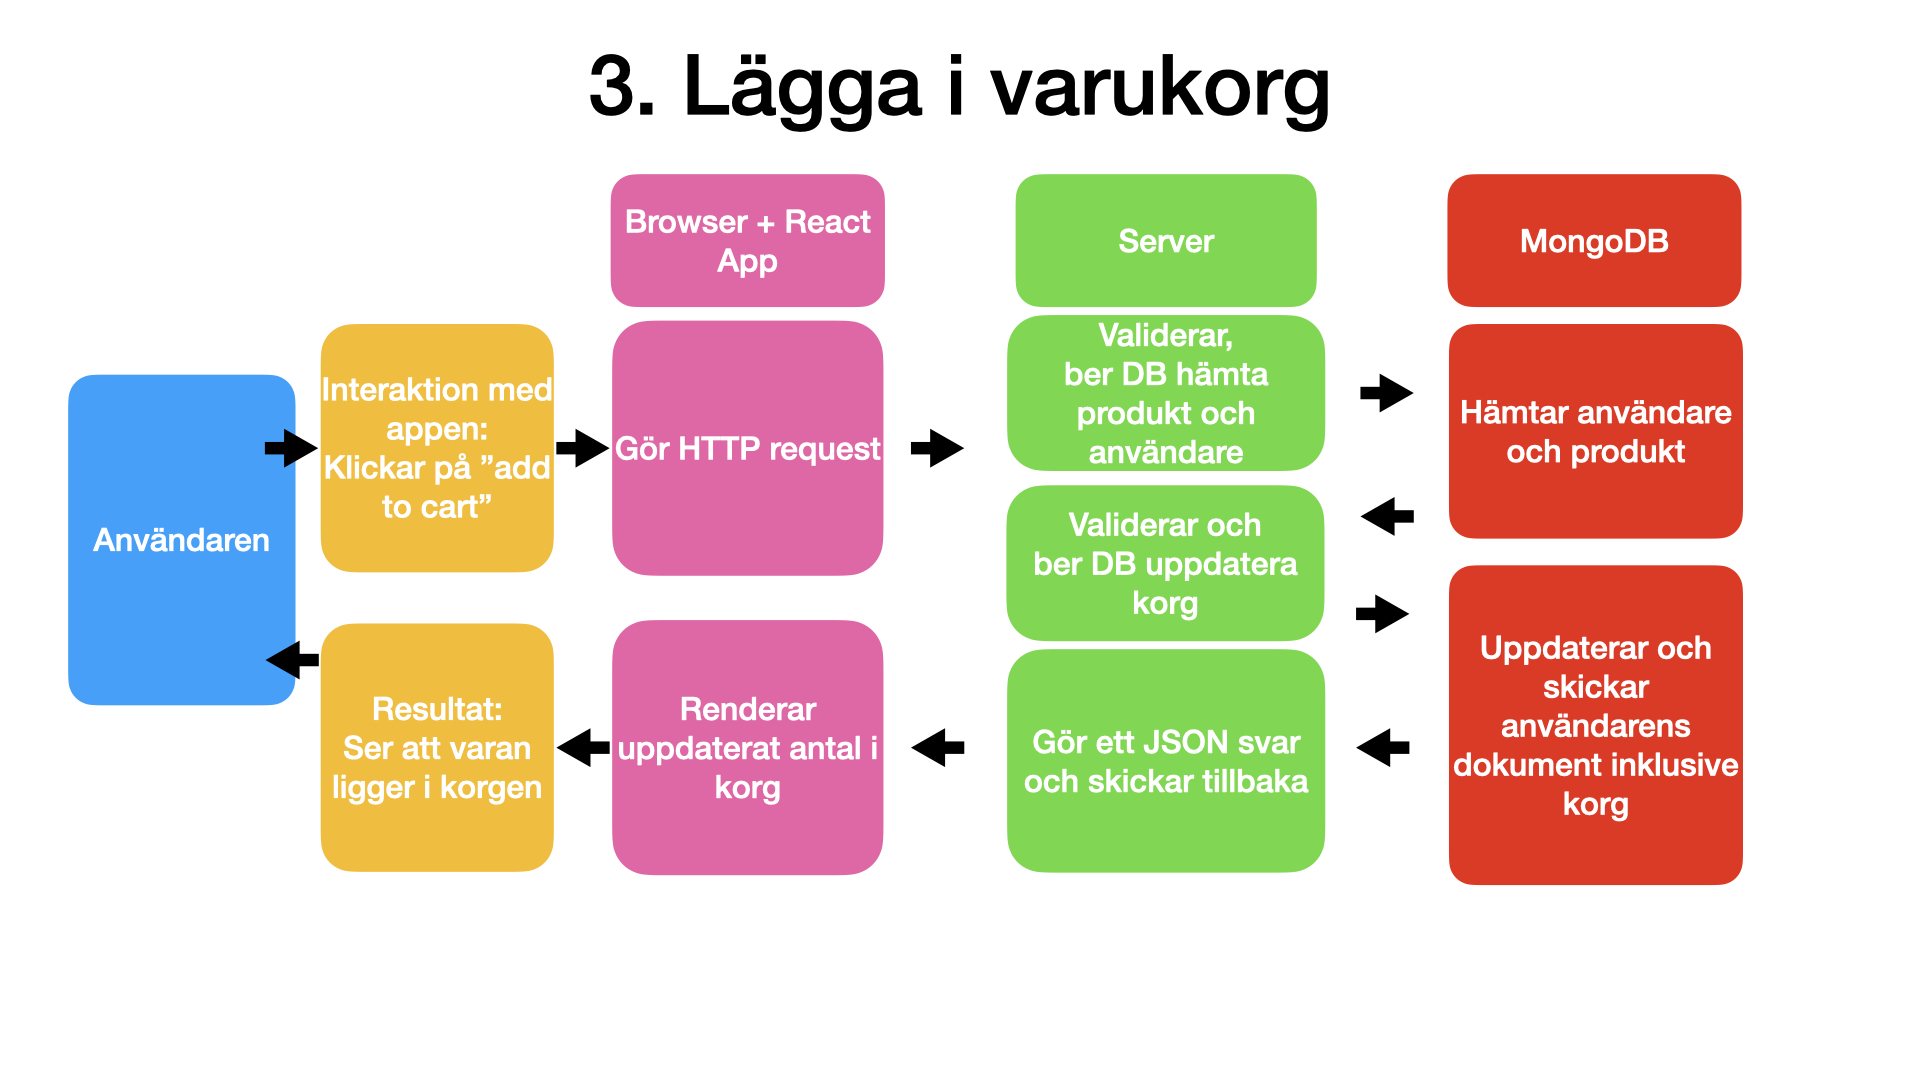 3. Lägga i varukorg
Browser + React
App
Server
MongoDB
Användaren
Interaktion med
appen:
Klickar på ”add
to cart”
Gör HTTP request
Validerar,
ber DB hämta
produkt och
användare
Hämtar användare
och produkt
Validerar och
ber DB uppdatera
korg
Uppdaterar och
skickar
användarens
dokument inklusive
korg
Gör ett JSON svar
och skickar tillbaka
Renderar
uppdaterat antal i
korg
Resultat:
Ser att varan
ligger i korgen